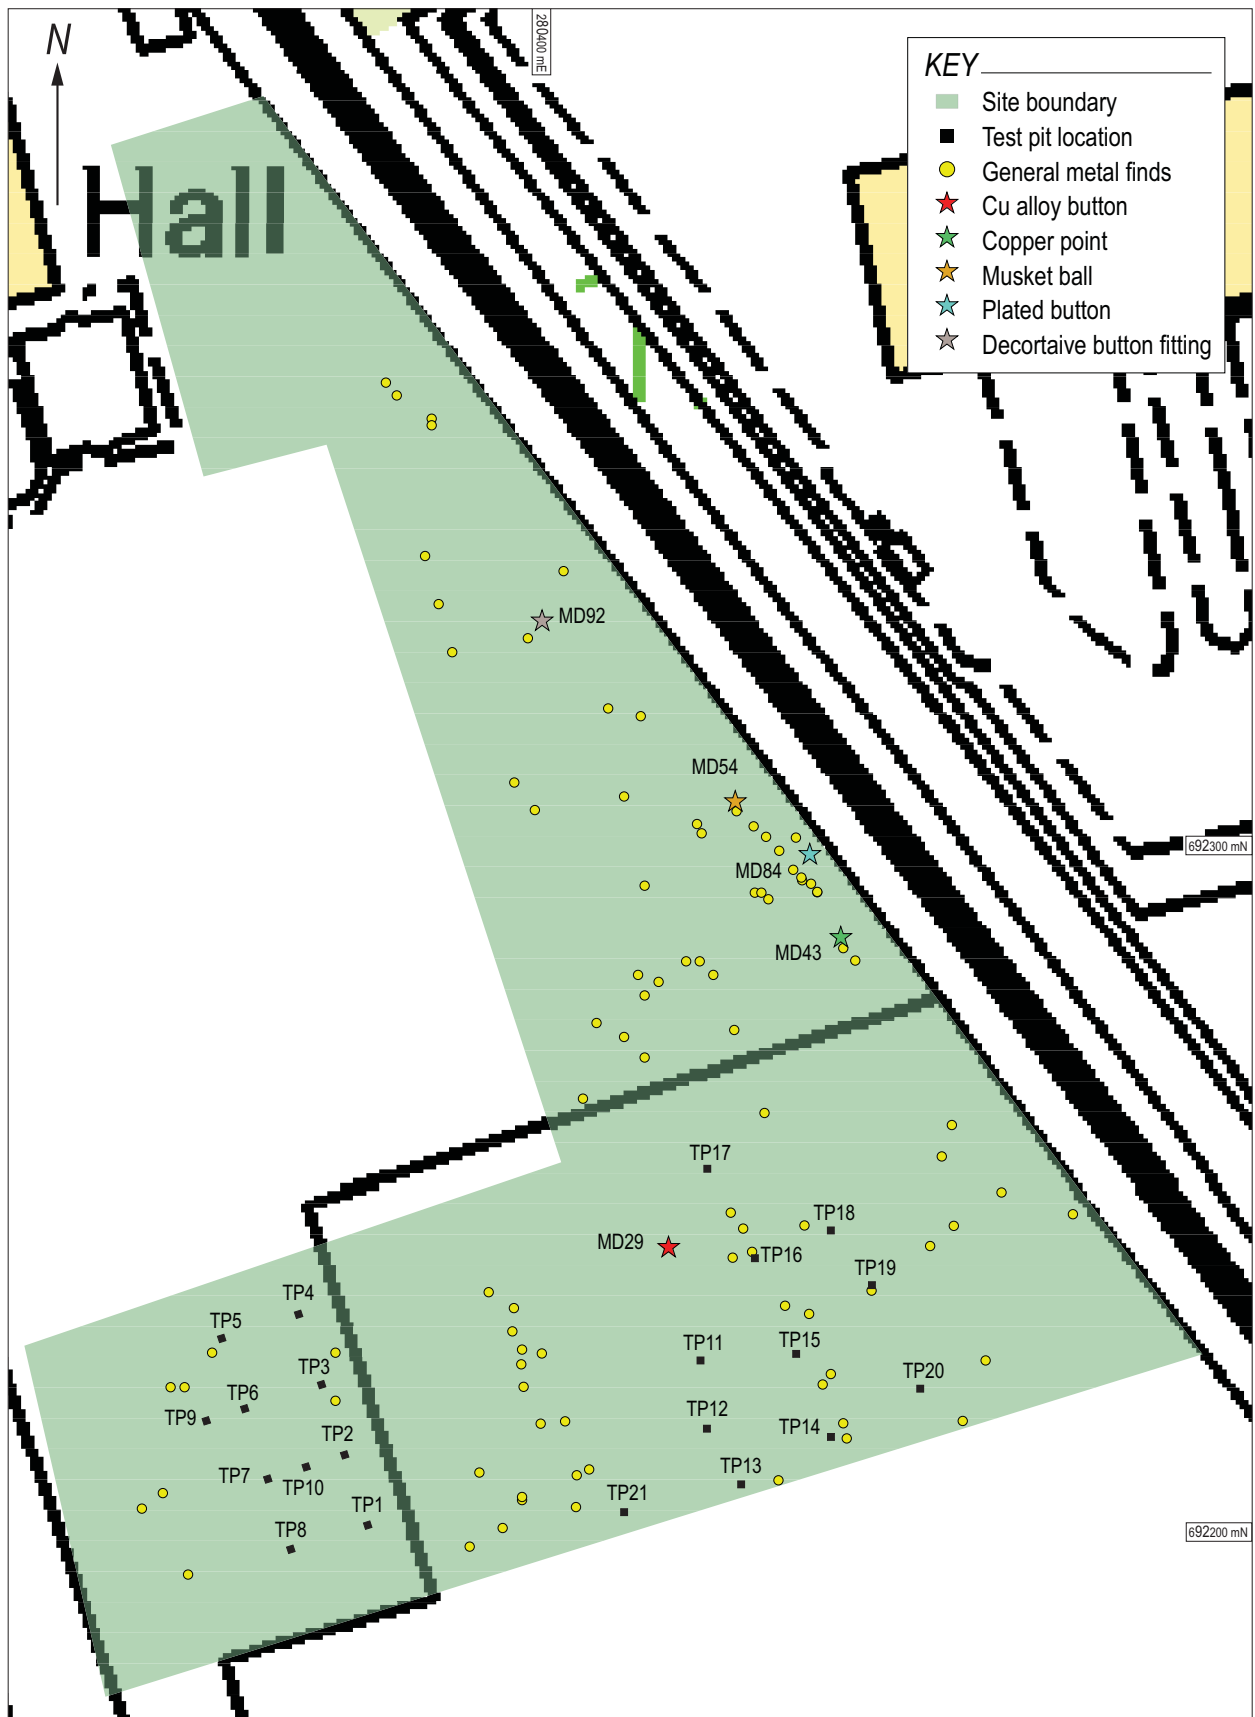 N
280400 mE
KEY
Site boundary
Test pit location
General metal finds
Cu alloy button
Copper point
Musket ball
Plated button
Decortaive button fitting
Hall
MD92
MD54
692300 mN
MD84
MD43
TP17
TP18
MD29
TP16
TP19
TP4
TP5
TP11
TP15
TP3
TP20
TP6
TP9
TP12
TP14
TP2
TP7
TP10
TP13
TP21
TP1
692200 mN
TP8